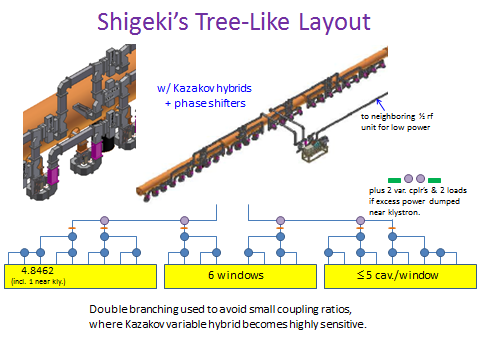 Shigeki's Tree-Like Layout
w/ Kazakov hybrids
+ phase shifters
to neighboring ½ rf
unit for low power
plus 2 var. cplr's & 2 loads
if excess power dumped
near klystron.
4.8462
(incl. 1 near kly.)
6 windows
≤5 cav./window
Double branching used to avoid small coupling ratios,
where Kazakov variable hybrid becomes highly sensitive.